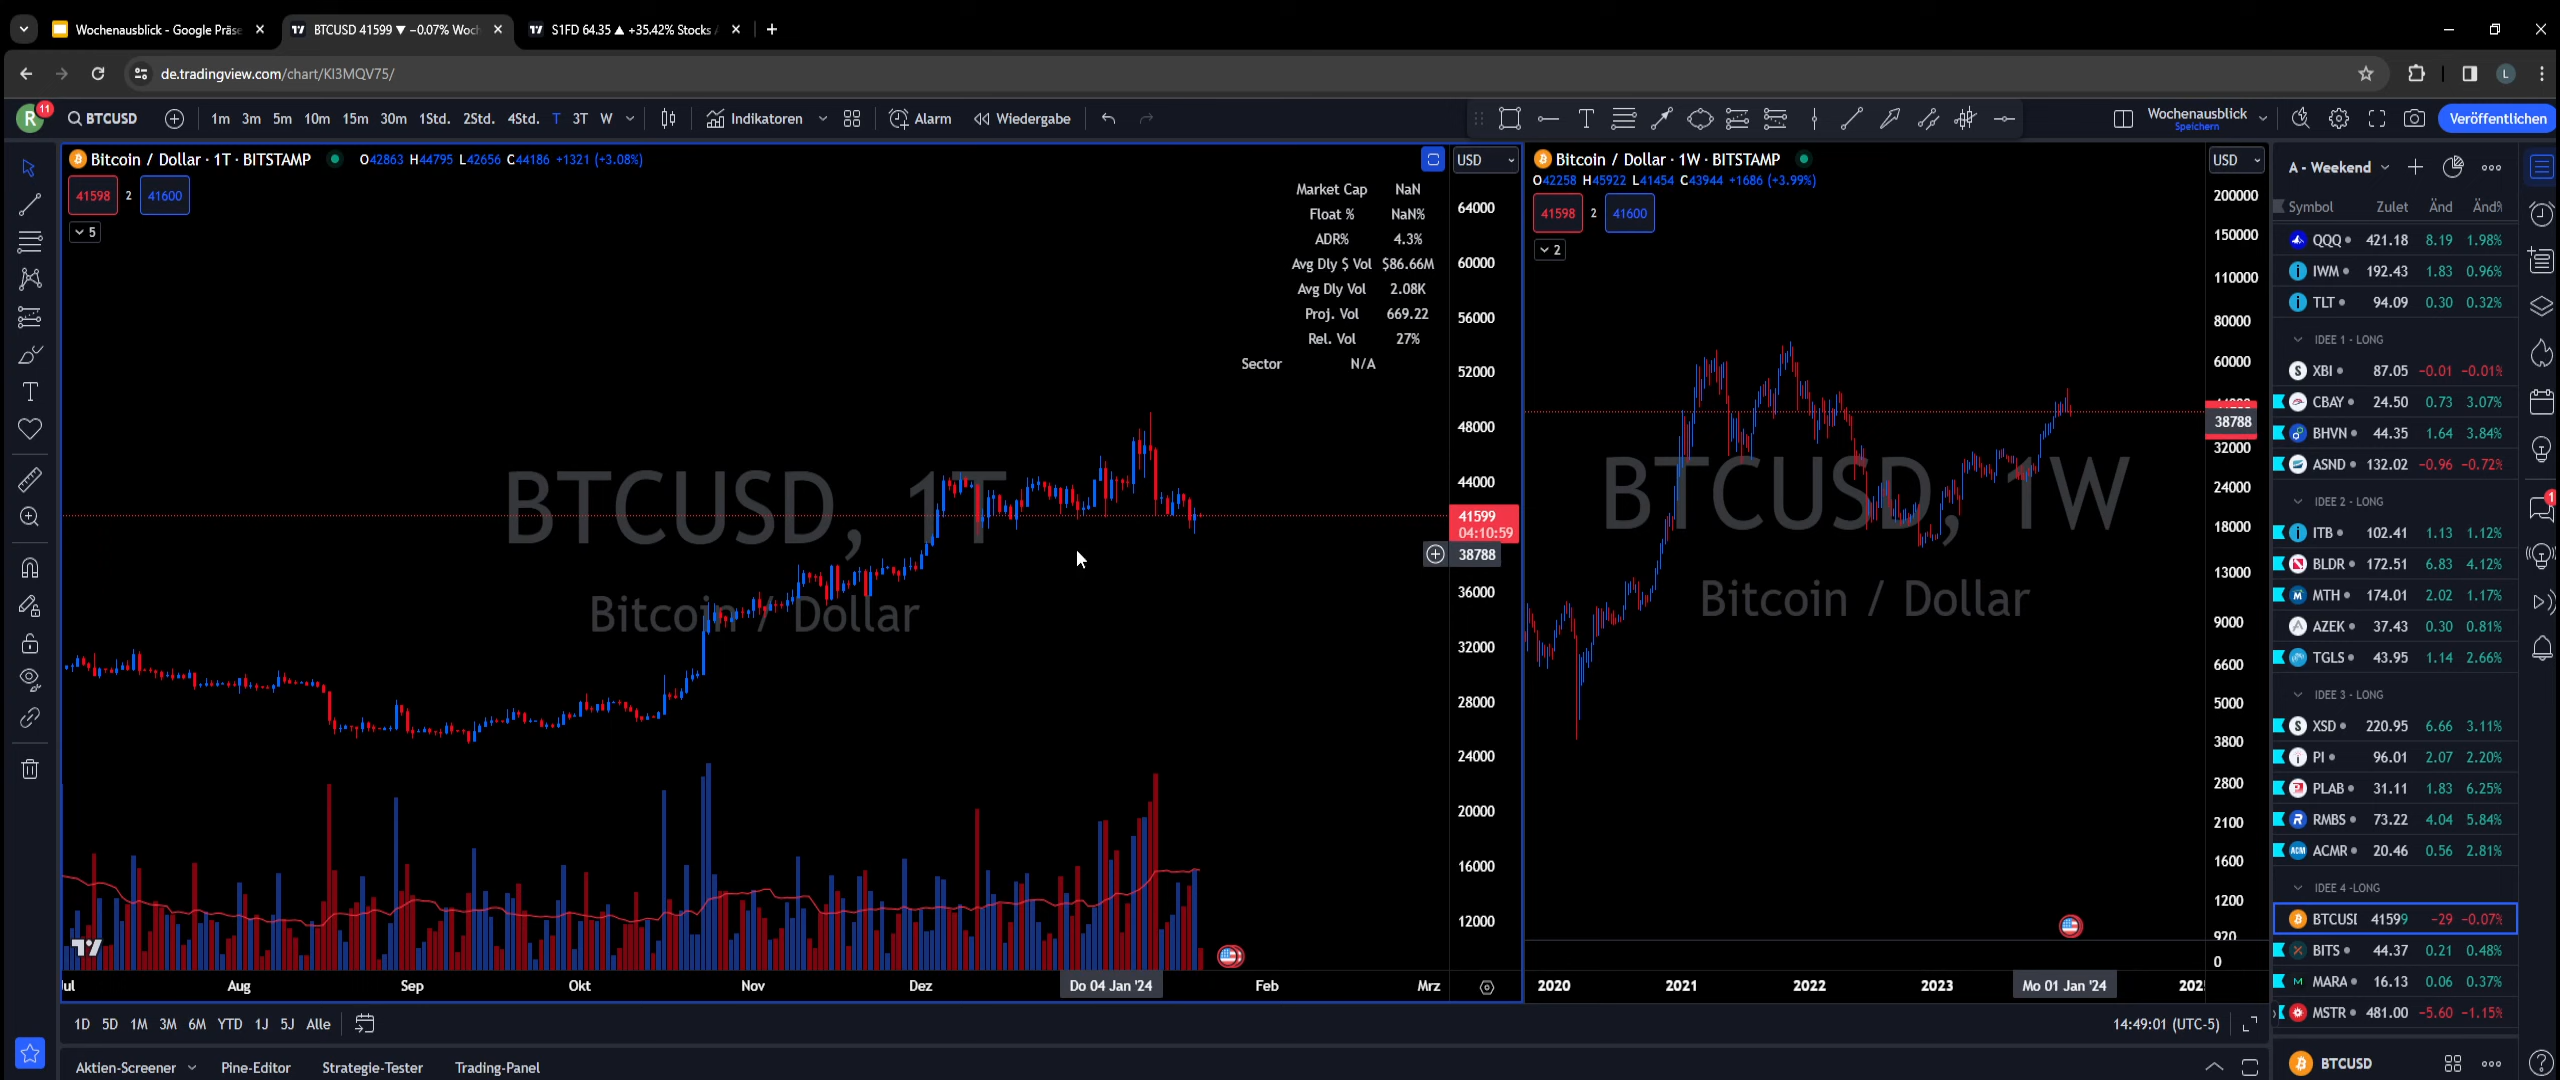 Wochenausblick - Google Präse
BTCUSD 41599 ▼ −0.07% Woch
S1FD 64.35 ▲ +35.42% Stocks /
de.tradingview.com/chart/KI3MQV75/
R 11 BTCUSD 1m 3m 5m 10m 15m 30m 1Std. 2Std. 4Std. T 3T W Indikatoren Alarm Wiedergabe Wochenausblick Veröffentlichen
Speichern
Bitcoin / Dollar · 1T · BITSTAMP O42863 H44795 L42656 C44186 +1321 (+3.08%)
41598 2 41600
5
USD
Market Cap NaN
Float % NaN%
ADR% 4.3%
Avg Dly $ Vol $86.66M
Avg Dly Vol 2.08K
Proj. Vol 669.22
Rel. Vol 27%
Sector N/A
BTCUSD, 1T
Bitcoin / Dollar
64000
60000
56000
52000
48000
44000
41599
04:10:59
38788
36000
32000
28000
24000
20000
16000
12000
Jul Aug Sep Okt Nov Dez Do 04 Jan '24 Feb Mrz
Bitcoin / Dollar · 1W · BITSTAMP
O42258 H45922 L41454 C43944 +1686 (+3.99%)
41598 2 41600
2
USD
BTCUSD, 1W
Bitcoin / Dollar
200000
150000
110000
80000
60000
38788
32000
24000
18000
13000
9000
6600
5000
3800
2800
2100
1600
1200
920
0
2020 2021 2022 2023 Mo 01 Jan '24 202
A - Weekend
Symbol Zulet Änd Änd%
QQQ 421.18 8.19 1.98%
IWM 192.43 1.83 0.96%
TLT 94.09 0.30 0.32%
IDEE 1 - LONG
XBI 87.05 −0.01 −0.01%
CBAY 24.50 0.73 3.07%
BHVN 44.35 1.64 3.84%
ASND 132.02 −0.96 −0.72%
IDEE 2 - LONG
ITB 102.41 1.13 1.12%
BLDR 172.51 6.83 4.12%
MTH 174.01 2.02 1.17%
AZEK 37.43 0.30 0.81%
TGLS 43.95 1.14 2.66%
IDEE 3 - LONG
XSD 220.95 6.66 3.11%
PI 96.01 2.07 2.20%
PLAB 31.11 1.83 6.25%
RMBS 73.22 4.04 5.84%
ACMR 20.46 0.56 2.81%
IDEE 4 -LONG
BTCUSD 41599 −29 −0.07%
BITS 44.37 0.21 0.48%
MARA 16.13 0.06 0.37%
MSTR 481.00 −5.60 −1.15%
BTCUSD
1D 5D 1M 3M 6M YTD 1J 5J Alle 14:49:01 (UTC-5)
Aktien-Screener Pine-Editor Strategie-Tester Trading-Panel